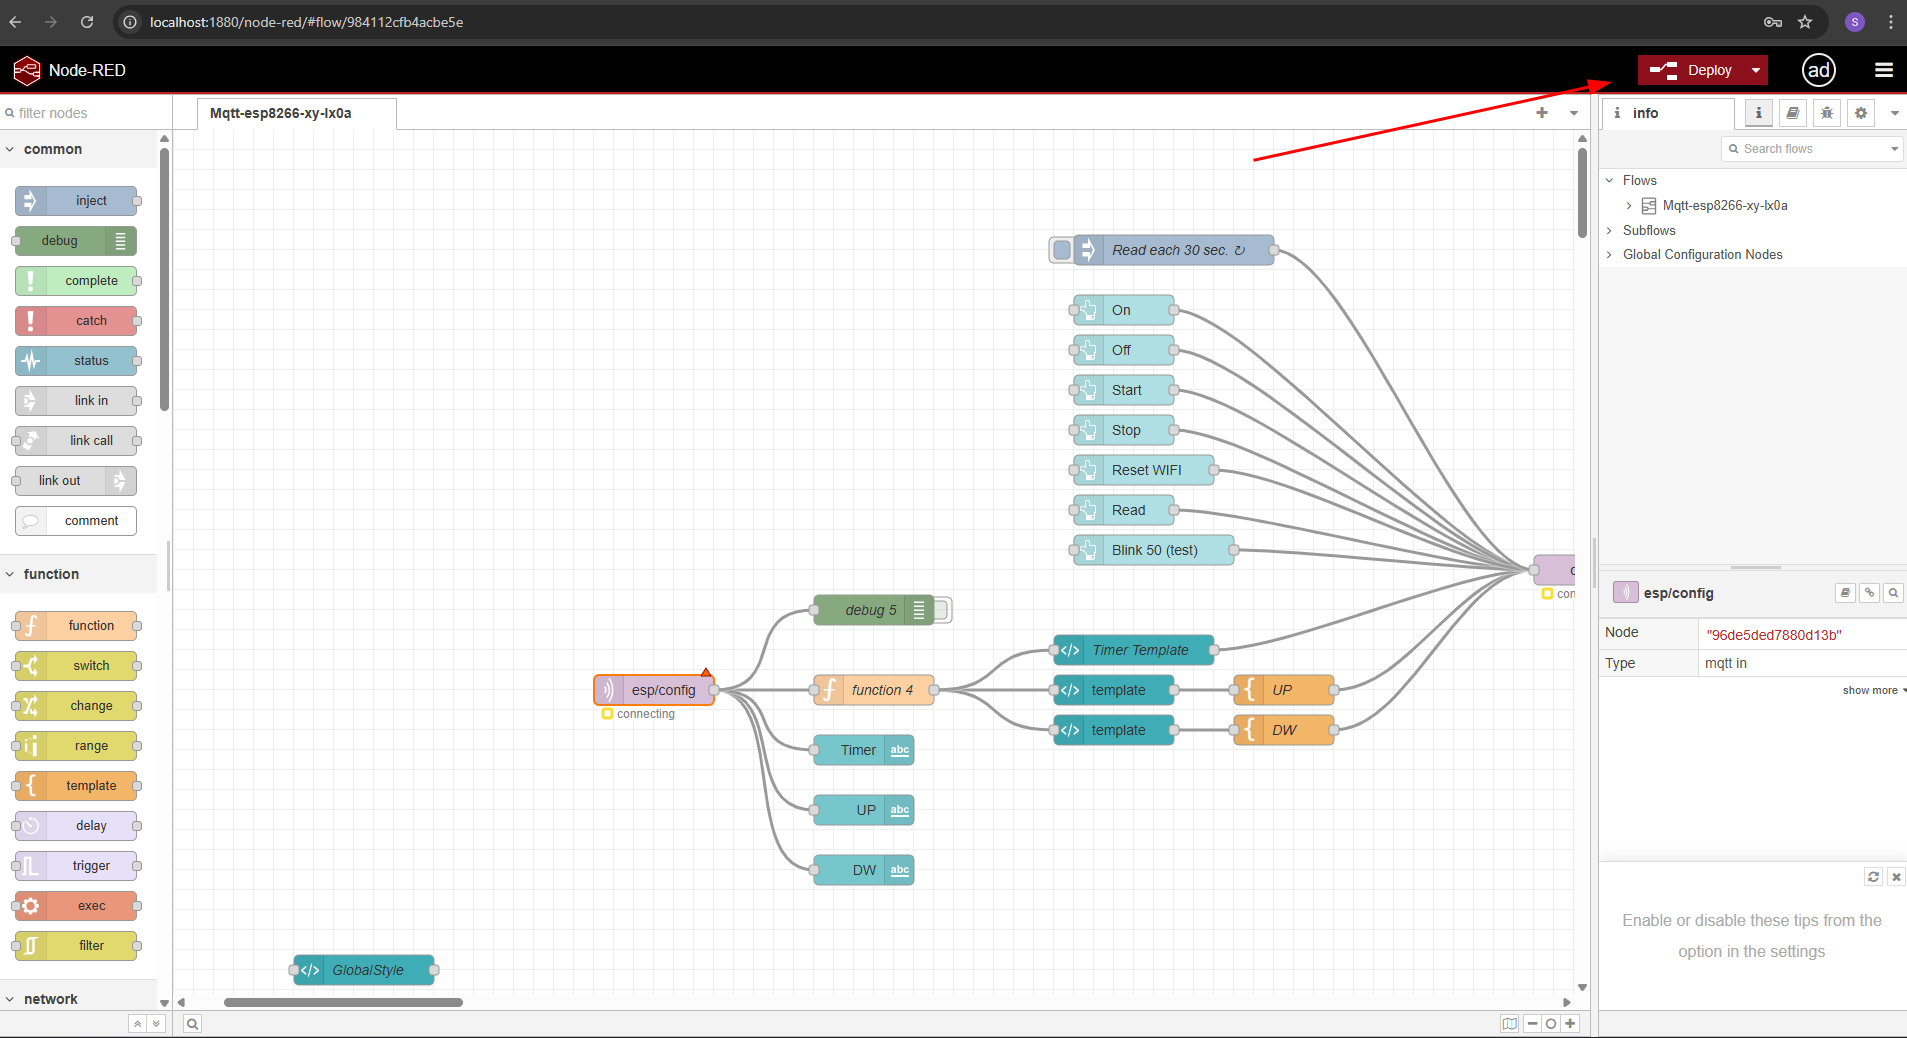 localhost:1880/node-red/#flow/984112cfb4acbe5e
S
Node-RED
Deploy
ad
filter nodes
Mqtt-esp8266-xy-lx0a
info
common
Search flows
inject
debug
complete
catch
status
link in
link call
link out
comment
function
function
switch
change
range
template
delay
trigger
exec
filter
network
Read each 30 sec. ↻
On
Off
Start
Stop
Reset WIFI
Read
Blink 50 (test)
con
debug 5
Timer Template
esp/config
connecting
function 4
template
UP
template
DW
Timer
abc
UP
abc
DW
abc
GlobalStyle
Flows
Mqtt-esp8266-xy-lx0a
Subflows
Global Configuration Nodes
esp/config
Node
"96de5ded7880d13b"
Type
mqtt in
show more
Enable or disable these tips from the
option in the settings